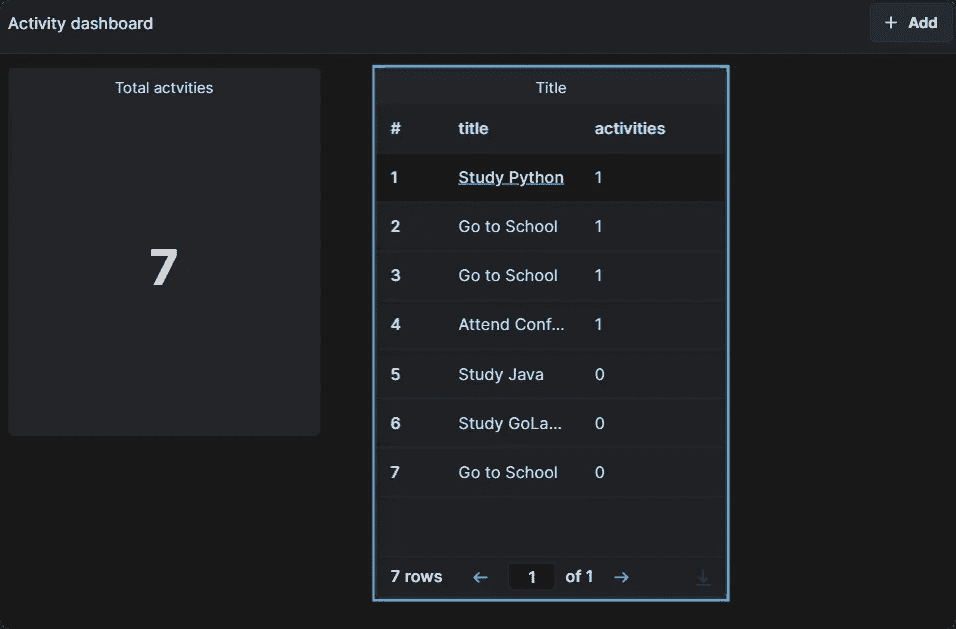 Activity dashboard
+ Add
Total actvities
7
Title
# title activities
1 Study Python 1
2 Go to School 1
3 Go to School 1
4 Attend Conf... 1
5 Study Java 0
6 Study GoLa... 0
7 Go to School 0
7 rows ← 1 of 1 →